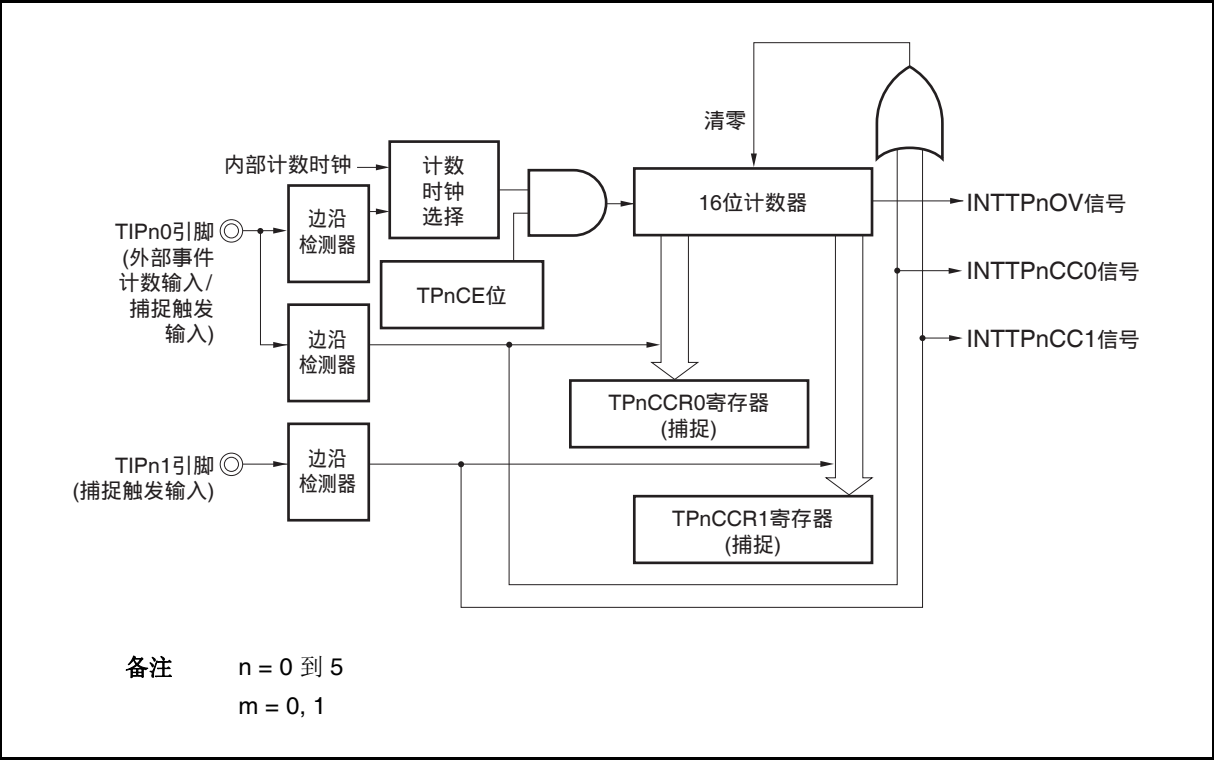 清零
内部计数时钟
计数
时钟
选择
16位计数器
INTTPnOV信号
TIPn0引脚
(外部事件
计数输入/
捕捉触发
输入)
边沿
检测器
TPnCE位
INTTPnCC0信号
边沿
检测器
INTTPnCC1信号
TPnCCR0寄存器
(捕捉)
TIPn1引脚
(捕捉触发输入)
边沿
检测器
TPnCCR1寄存器
(捕捉)
备注 n = 0 到 5
m = 0, 1